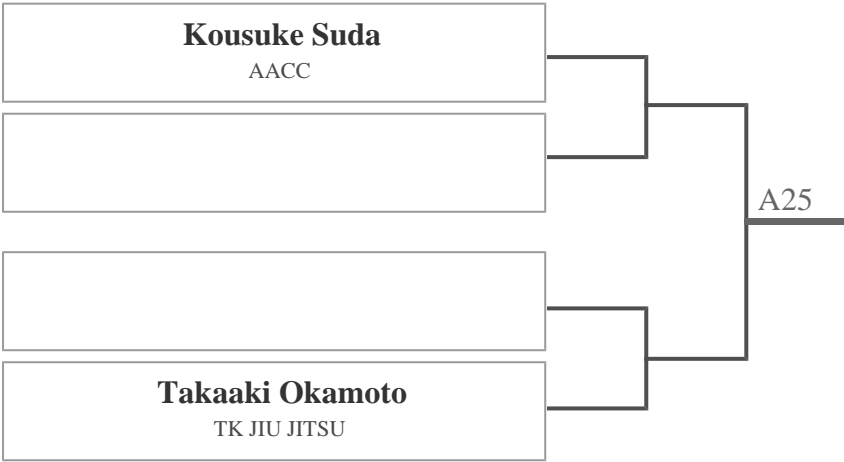 Kousuke Suda
AACC
A25
Takaaki Okamoto
TK JIU JITSU